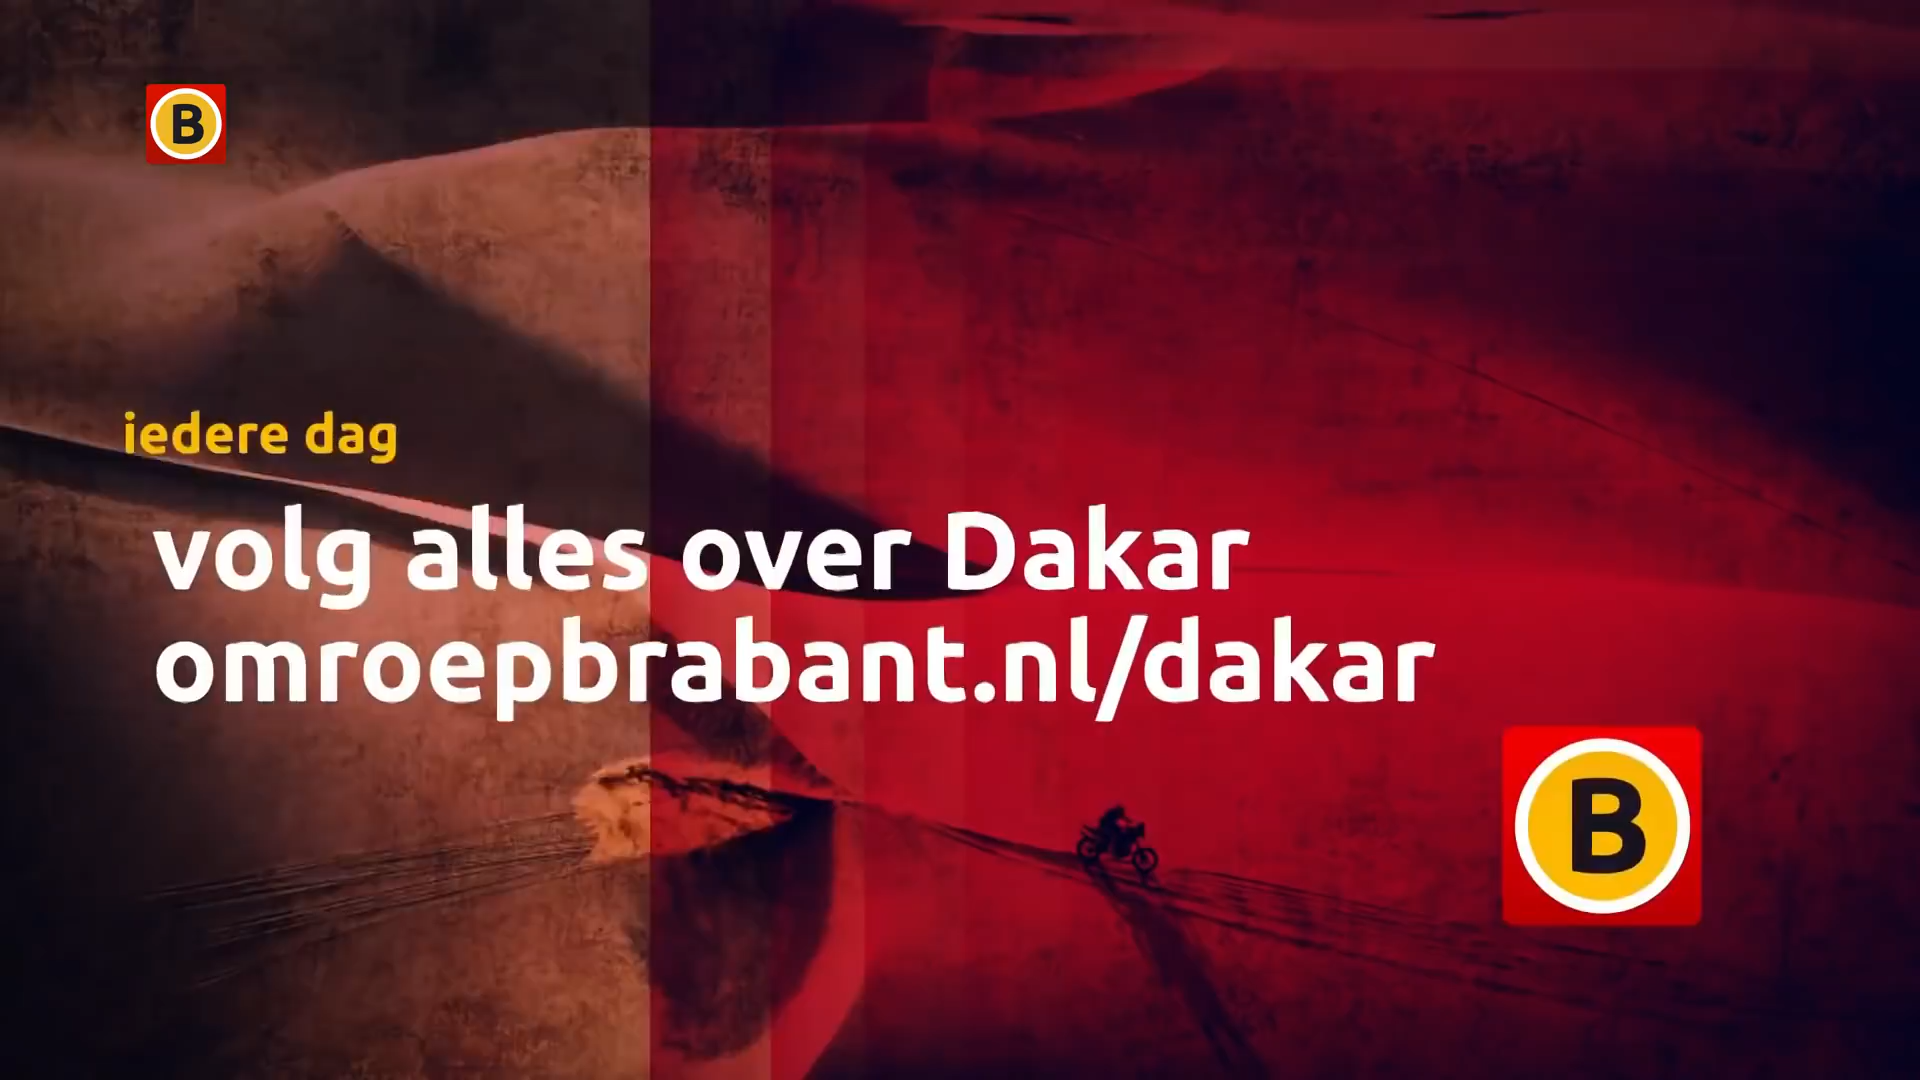 B
iedere dag
volg alles over Dakar
omroepbrabant.nl/dakar
B